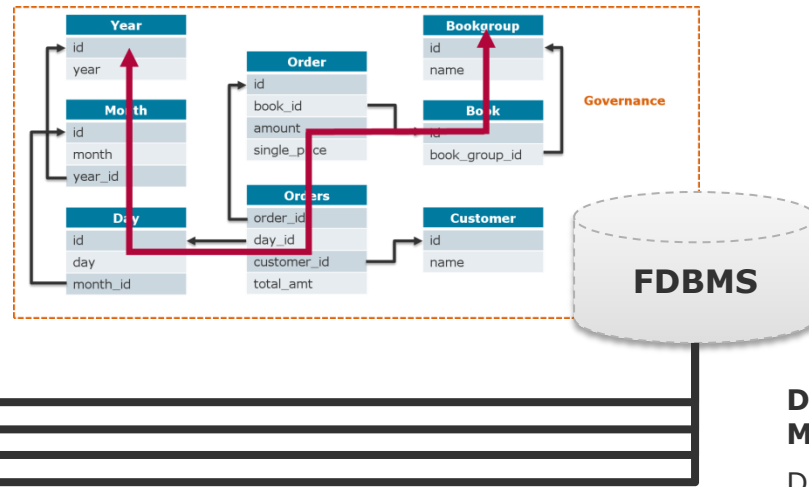 Year
id
year
Month
id
month
year_id
Day
id
day
month_id
Order
id
book_id
amount
single_price
Orders
order_id
day_id
customer_id
total_amt
Bookgroup
id
name
Book
id
book_group_id
Customer
id
name
Governance
FDBMS
D
M
D